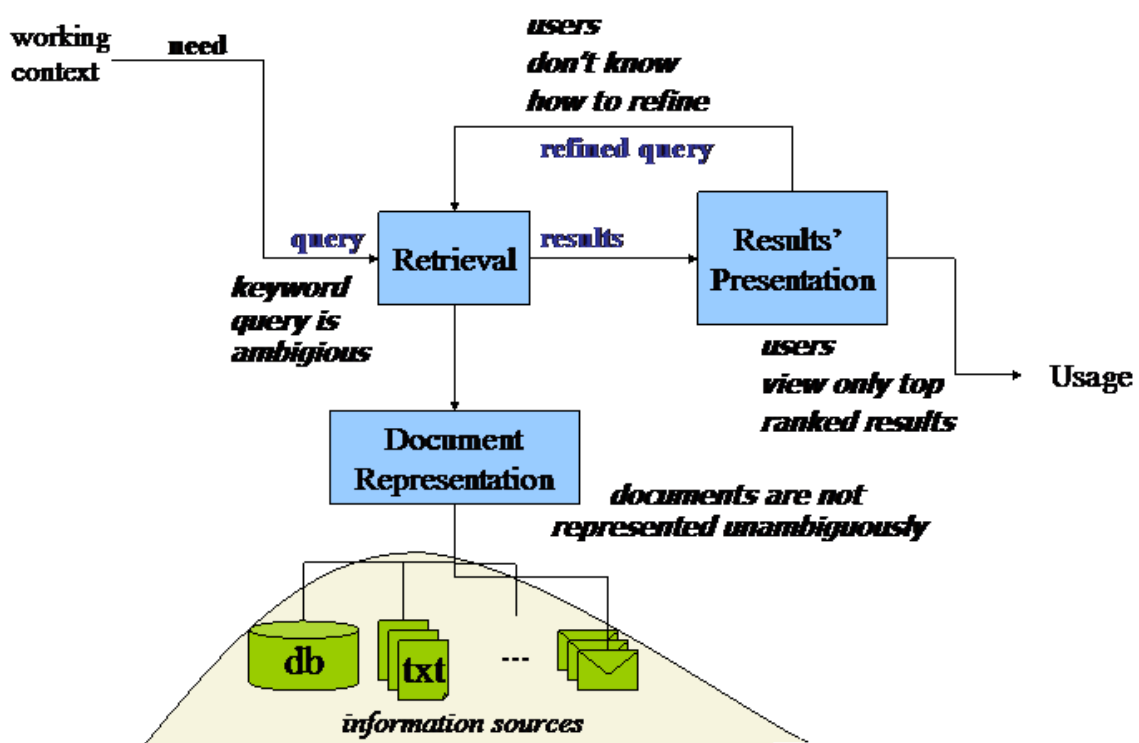 working
context
need
users
don't know
how to refine
refined query
query
Retrieval
results
Results'
Presentation
keyword
query is
ambigious
users
view only top
ranked results
Usage
Document
Representation
documents are not
represented unambiguously
db
txt
...
information sources